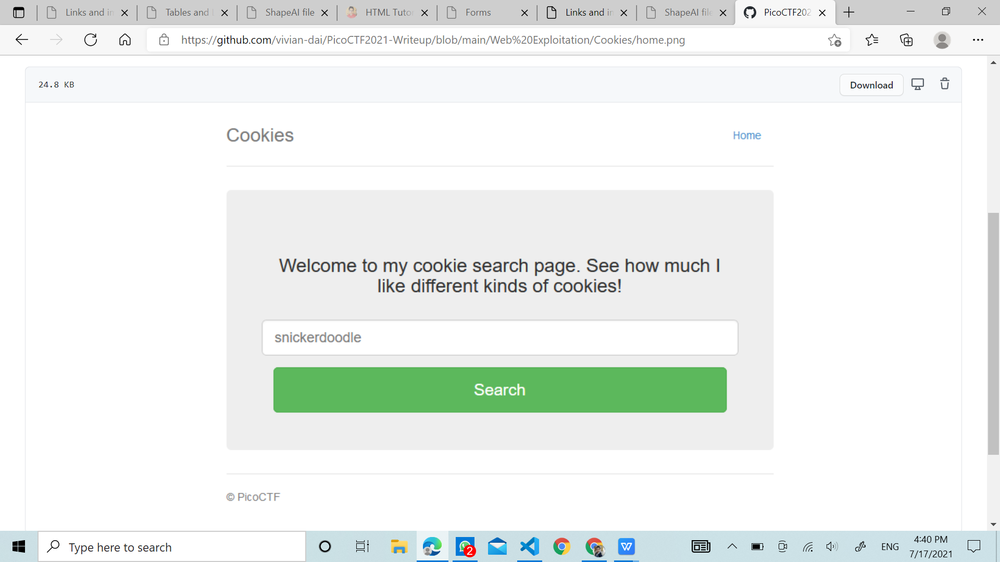 Links and in
Tables and
ShapeAI file
HTML Tutor
Forms
Links and in
ShapeAI file
PicoCTF202
https://github.com/vivian-dai/PicoCTF2021-Writeup/blob/main/Web%20Exploitation/Cookies/home.png
24.8 KB
Download
Cookies
Home
Welcome to my cookie search page. See how much I
like different kinds of cookies!
snickerdoodle
Search
© PicoCTF
Type here to search
2
W
ENG
4:40 PM
7/17/2021